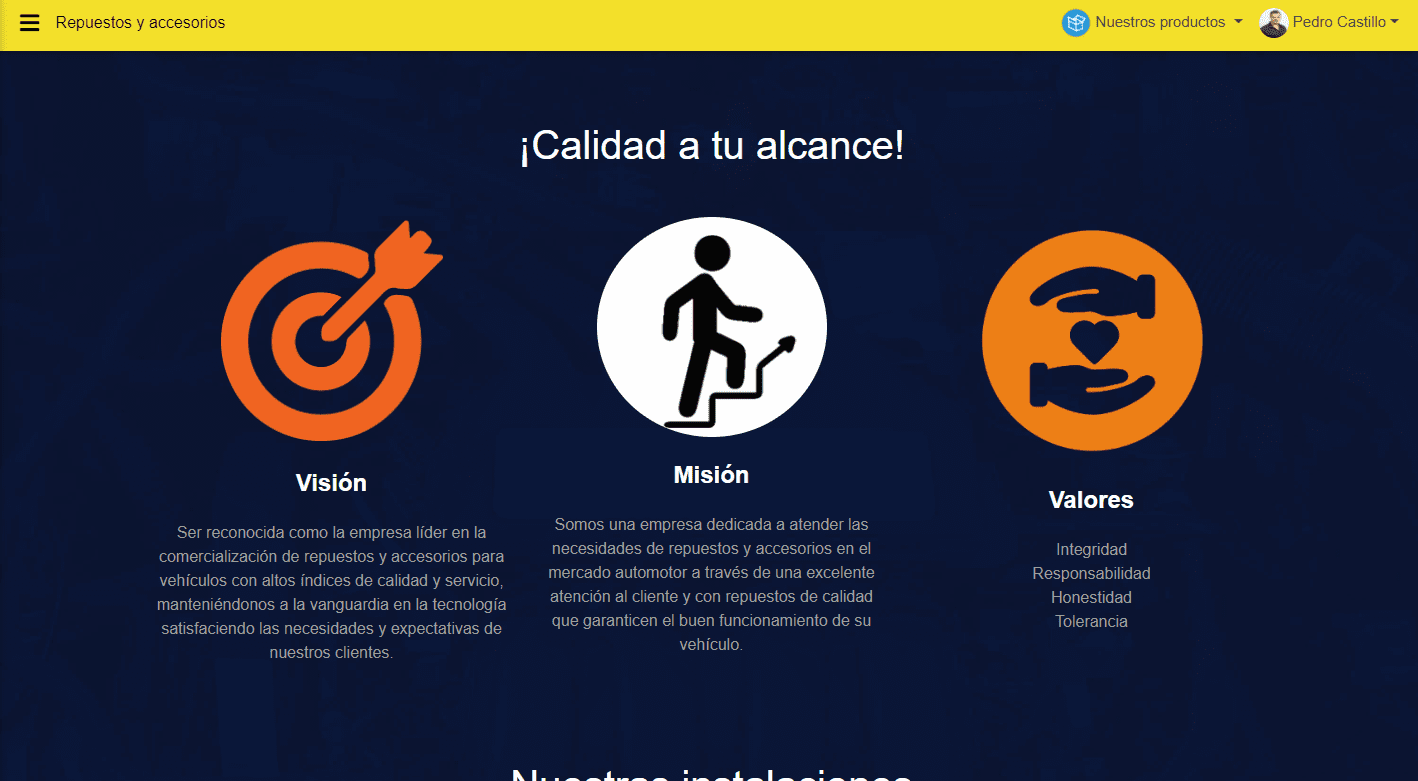 Repuestos y accesorios
Nuestros productos
Pedro Castillo
¡Calidad a tu alcance!
Visión
Ser reconocida como la empresa líder en la
comercialización de repuestos y accesorios para
vehículos con altos índices de calidad y servicio,
manteniéndonos a la vanguardia en la tecnología
satisfaciendo las necesidades y expectativas de
nuestros clientes.
Misión
Somos una empresa dedicada a atender las
necesidades de repuestos y accesorios en el
mercado automotor a través de una excelente
atención al cliente y con repuestos de calidad
que garanticen el buen funcionamiento de su
vehículo.
Valores
Integridad
Responsabilidad
Honestidad
Tolerancia
Nuestras instalaciones